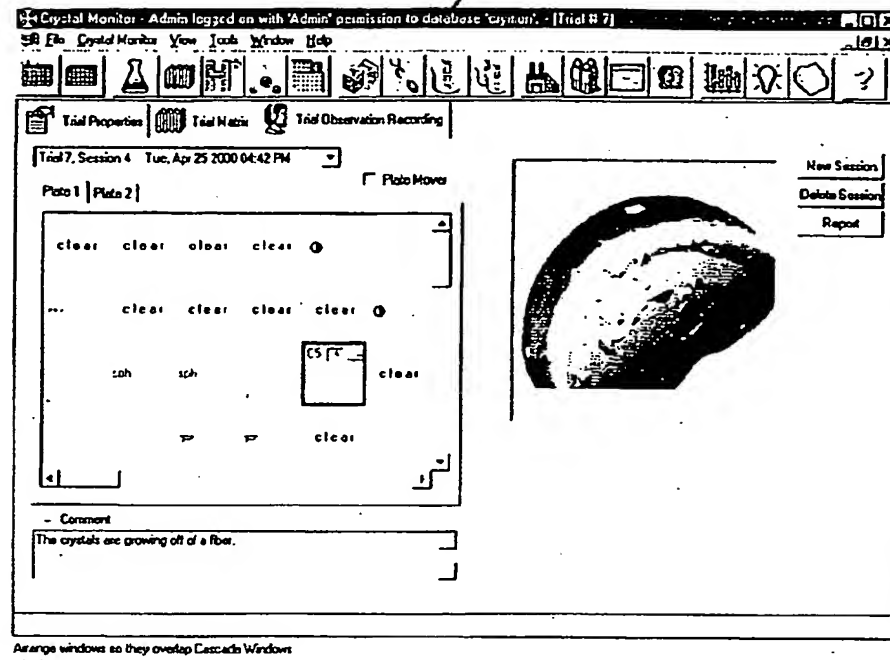 Crystal Monitor - Admin logged on with 'Admin' permission to database 'crymon'. - [Trial # 7]
File Crystal Monitor View Tools Window Help
Trial Properties Trial Matrix Trial Observation Recording
Trial 7, Session 4 Tue, Apr 25 2000 04:42 PM
New Session
Plate Mover
Delete Session
Plate 1 Plate 2
Report
clear clear clear clear
clear clear clear clear
C5
sph sph clear
clear
Comment
The crystals are growing off of a fiber.
Arrange windows so they overlap Cascade Windows